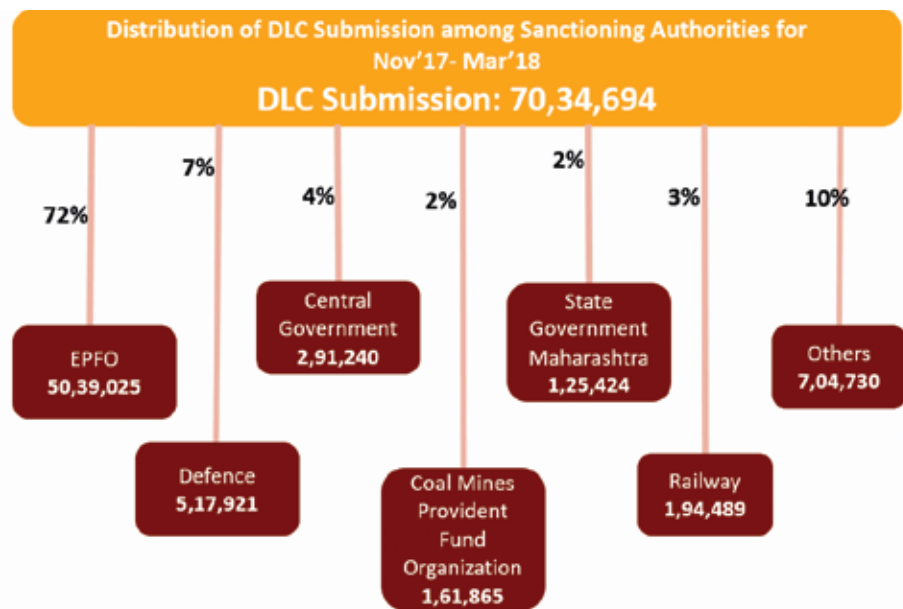 Distribution of DLC Submission among Sanctioning Authorities for
Nov'17- Mar'18
DLC Submission: 70,34,694
72%
7%
4%
2%
2%
3%
10%
EPFO
50,39,025
Defence
5,17,921
Central
Government
2,91,240
Coal Mines
Provident
Fund
Organization
1,61,865
State
Government
Maharashtra
1,25,424
Railway
1,94,489
Others
7,04,730